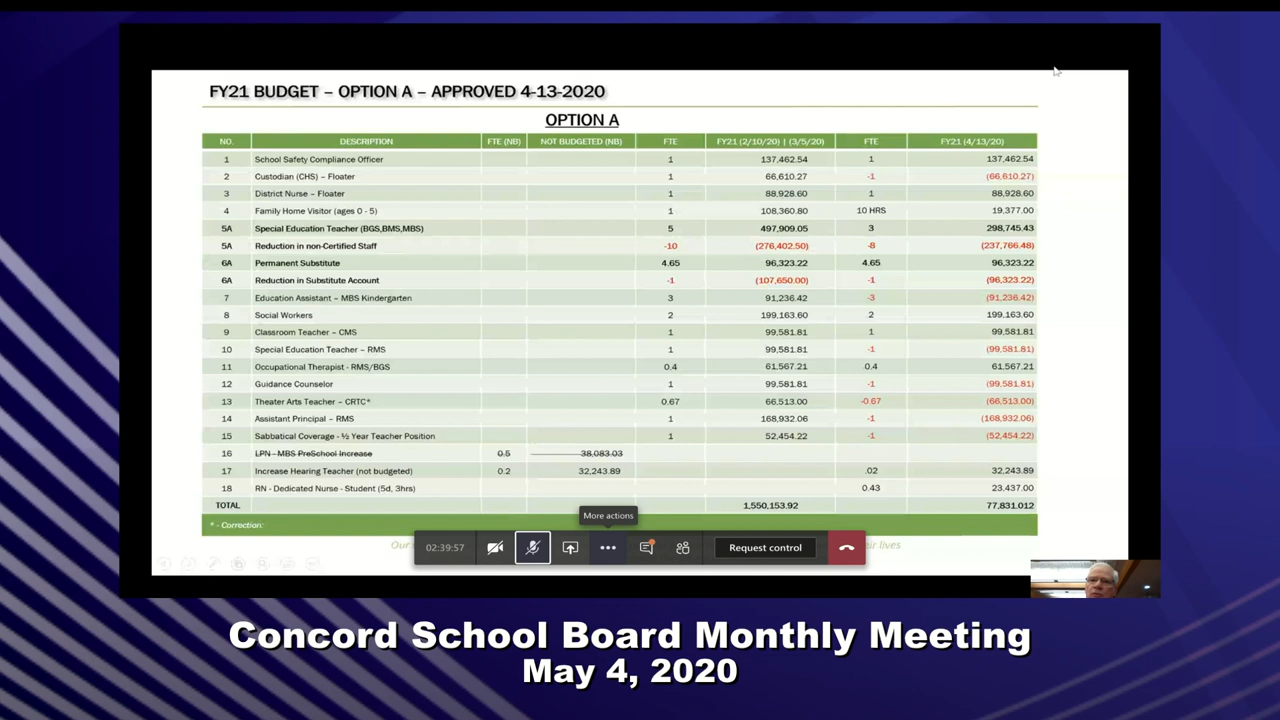 FY21 BUDGET – OPTION A – APPROVED 4-13-2020
OPTION A
NO. DESCRIPTION FTE (NB) NOT BUDGETED (NB) FTE FY21 (2/10/20) | (3/5/20) FTE FY21 (4/13/20)
1 School Safety Compliance Officer 1 137,462.54 1 137,462.54
2 Custodian (CHS) – Floater 1 66,610.27 -1 (66,610.27)
3 District Nurse – Floater 1 88,928.60 1 88,928.60
4 Family Home Visitor (ages 0 - 5) 1 108,360.80 10 HRS 19,377.00
5A Special Education Teacher (BGS,BMS,MBS) 5 497,909.05 3 298,745.43
5A Reduction in non-Certified Staff -10 (276,402.50) -8 (237,766.48)
6A Permanent Substitute 4.65 96,323.22 4.65 96,323.22
6A Reduction in Substitute Account -1 (107,650.00) -1 (96,323.22)
7 Education Assistant – MBS Kindergarten 3 91,236.42 -3 (91,236.42)
8 Social Workers 2 199,163.60 2 199,163.60
9 Classroom Teacher – CMS 1 99,581.81 1 99,581.81
10 Special Education Teacher – RMS 1 99,581.81 -1 (99,581.81)
11 Occupational Therapist - RMS/BGS 0.4 61,567.21 0.4 61,567.21
12 Guidance Counselor 1 99,581.81 -1 (99,581.81)
13 Theater Arts Teacher – CRTC* 0.67 66,513.00 -0.67 (66,513.00)
14 Assistant Principal – RMS 1 168,932.06 -1 (168,932.06)
15 Sabbatical Coverage - ½ Year Teacher Position 1 52,454.22 -1 (52,454.22)
16 LPN - MBS PreSchool Increase 0.5 38,083.03
17 Increase Hearing Teacher (not budgeted) 0.2 32,243.89 .02 32,243.89
18 RN - Dedicated Nurse - Student (5d, 3hrs) 0.43 23,437.00
TOTAL 1,550,153.92 77,831.012
* - Correction:
More actions
Our eir lives
02:39:57 Request control
Concord School Board Monthly Meeting
May 4, 2020